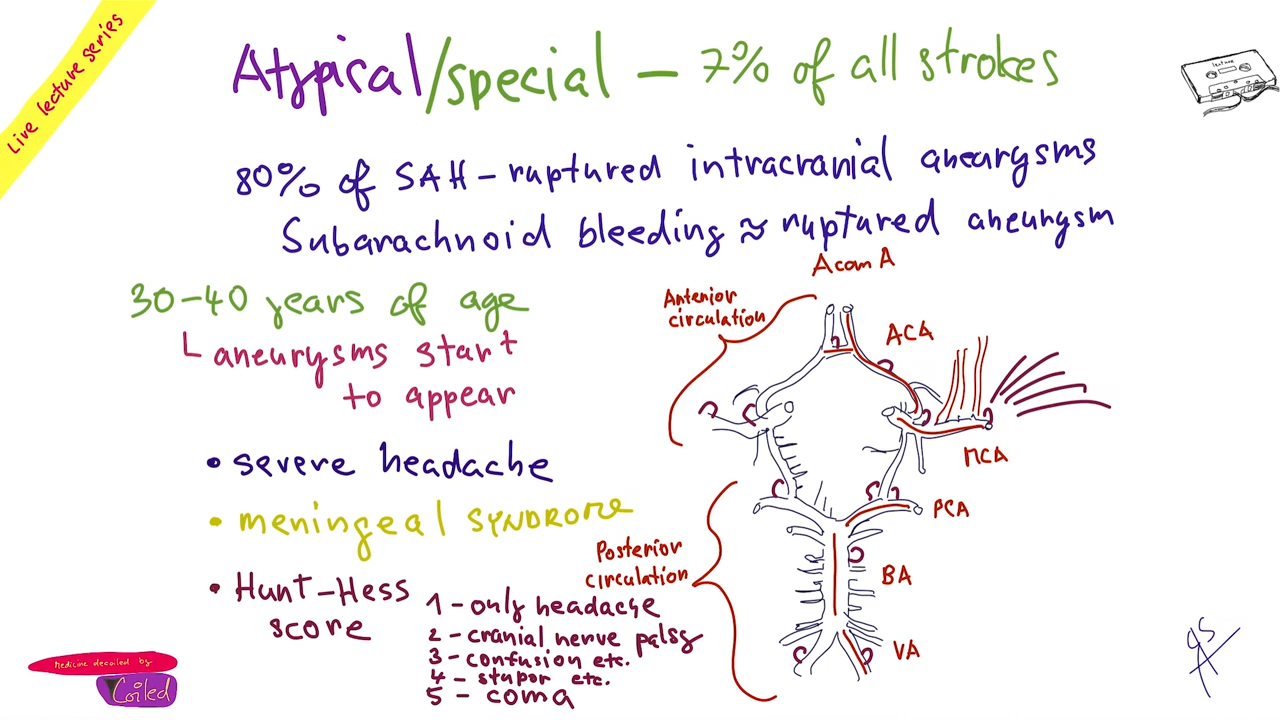 Live lecture series
Atypical/special – 7% of all strokes
lecture
80% of SAH – ruptured intracranial aneurysms
Subarachnoid bleeding ≈ ruptured aneurysm
30–40 years of age
aneurysms start
to appear
• severe headache
• meningeal SYNDROME
• Hunt–Hess
score
1 – only headache
2 – cranial nerve palsy
3 – confusion etc.
4 – stupor etc.
5 – coma
AcomA
Anterior
circulation
ACA
MCA
PCA
Posterior
circulation
BA
VA
Medicine decoiled by
Coiled